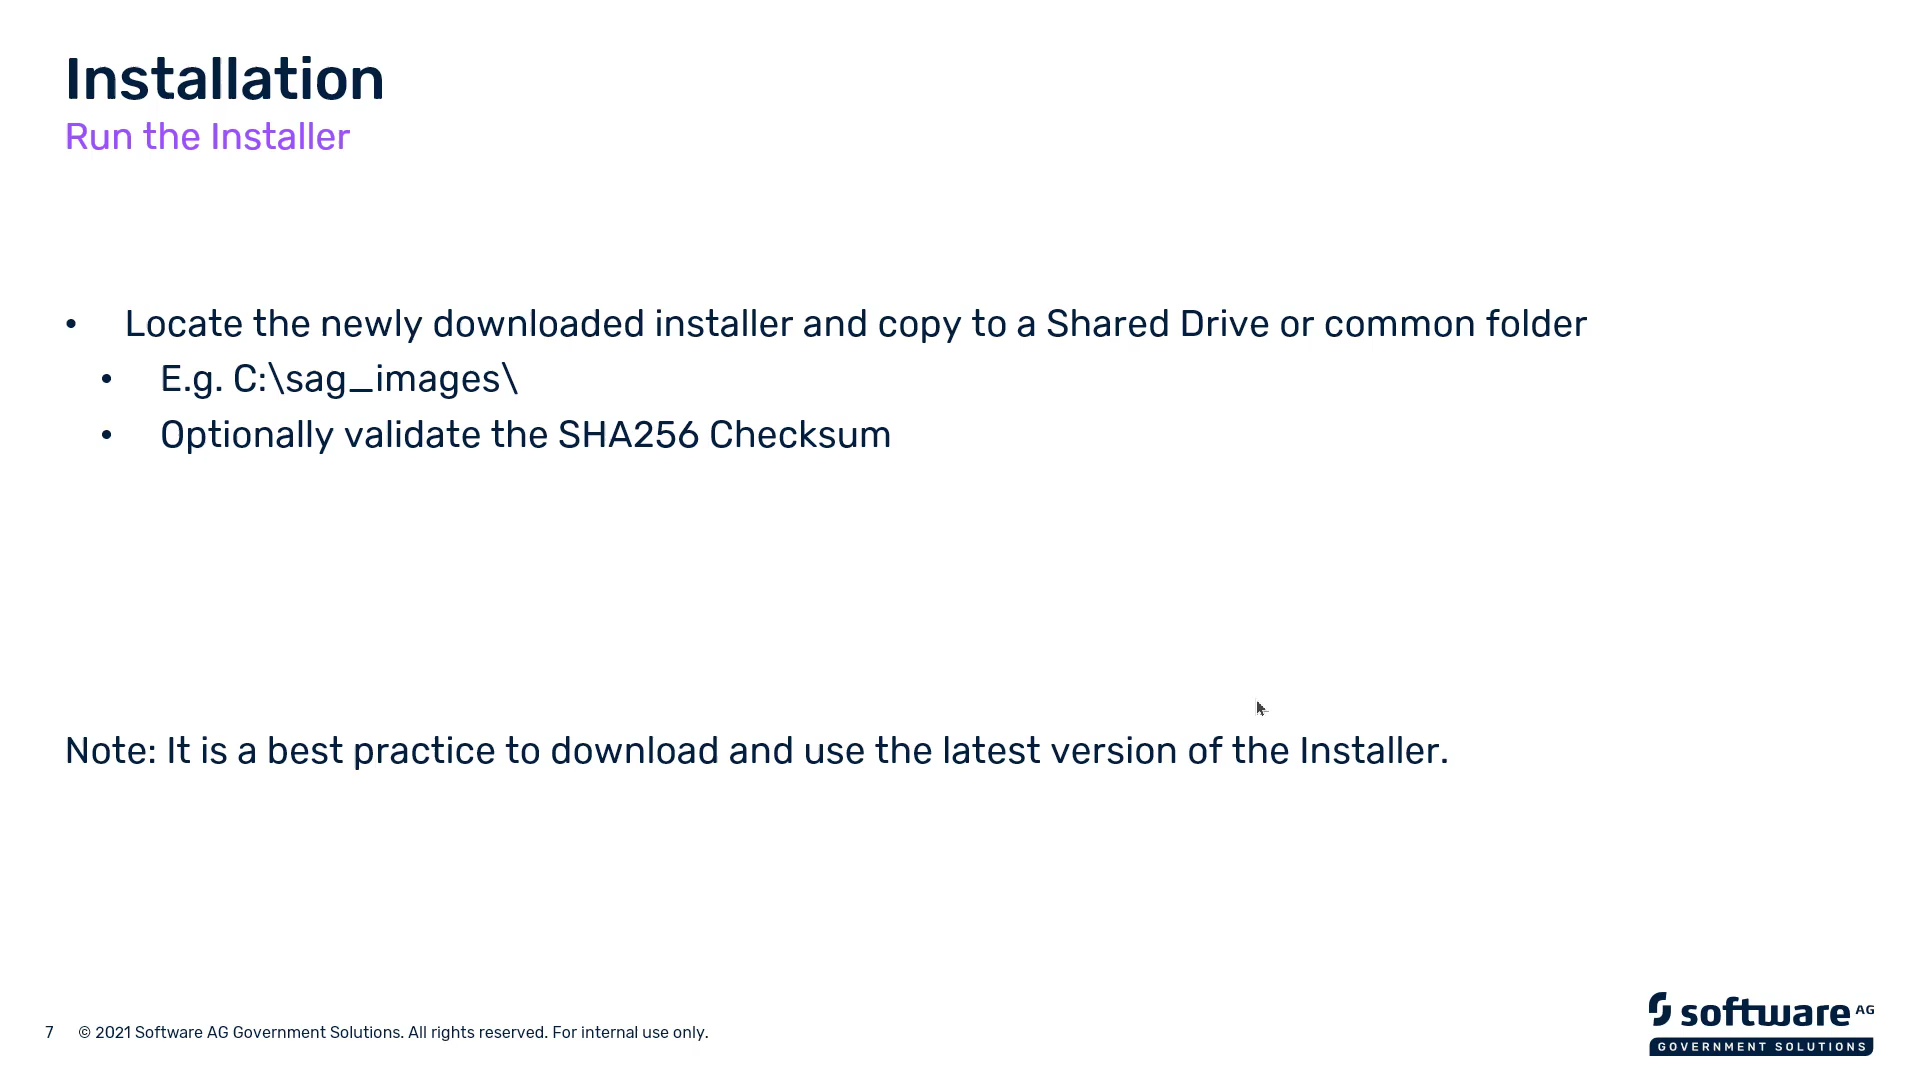 Installation
Run the Installer
• Locate the newly downloaded installer and copy to a Shared Drive or common folder
• E.g. C:\sag_images\
• Optionally validate the SHA256 Checksum
Note: It is a best practice to download and use the latest version of the Installer.
7 © 2021 Software AG Government Solutions. All rights reserved. For internal use only.
software AG
GOVERNMENT SOLUTIONS